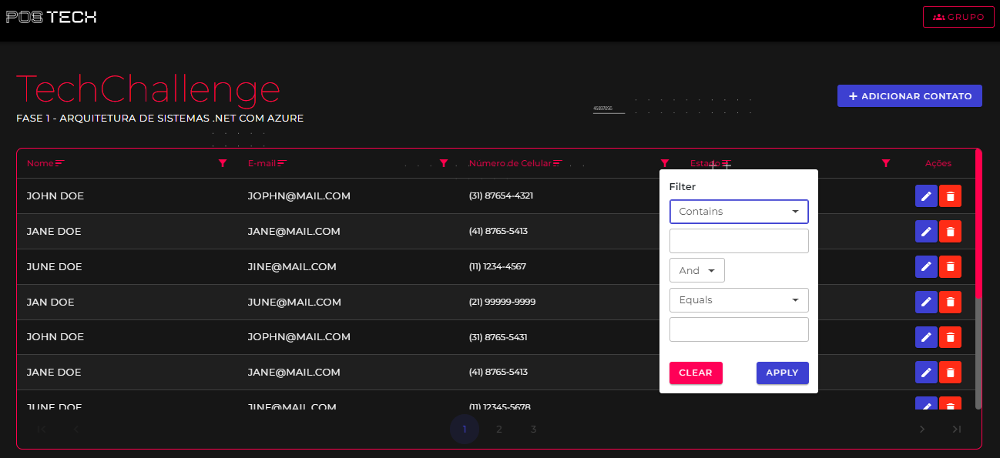 POS TECH
GRUPO
TechChallenge
FASE 1 - ARQUITETURA DE SISTEMAS .NET COM AZURE
+ ADICIONAR CONTATO
Nome E-mail Número de Celular Estado Ações
JOHN DOE JOPHN@MAIL.COM (31) 87654-4321
JANE DOE JANE@MAIL.COM (41) 8765-5413
JUNE DOE JINE@MAIL.COM (11) 1234-4567
JAN DOE JUNE@MAIL.COM (21) 99999-9999
JOHN DOE JOPHN@MAIL.COM (31) 8765-5431
JANE DOE JANE@MAIL.COM (41) 8765-5413
JUNE DOE JINE@MAIL.COM (11) 12345-5678
Filter
Contains
And
Equals
CLEAR APPLY
1 2 3